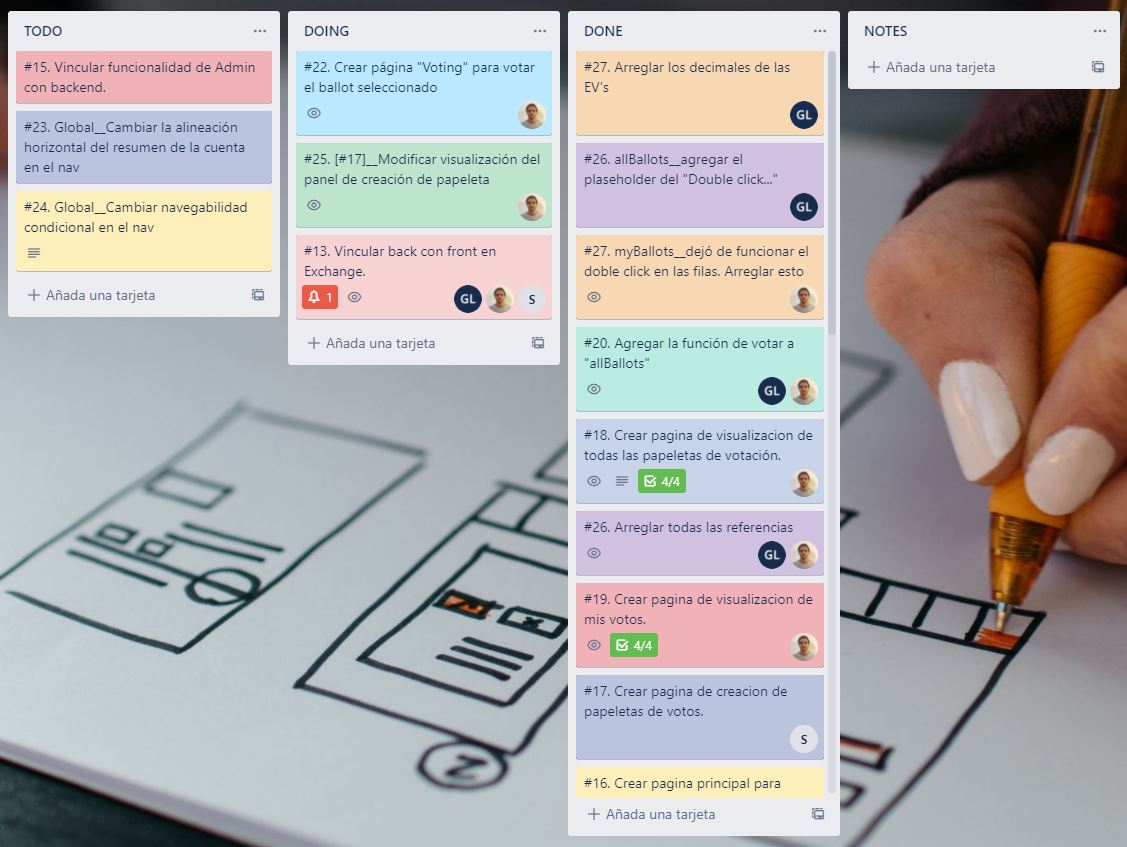 TODO
#15. Vincular funcionalidad de Admin
con backend.
#23. Global__Cambiar la alineación
horizontal del resumen de la cuenta
en el nav
#24. Global__Cambiar navegabilidad
condicional en el nav
Añada una tarjeta
DOING
#22. Crear página "Voting" para votar
el ballot seleccionado
#25. [#17]__Modificar visualización del
panel de creación de papeleta
#13. Vincular back con front en
Exchange.
1
GL
S
Añada una tarjeta
DONE
#27. Arreglar los decimales de las
EV's
GL
#26. allBallots__agregar el
plaseholder del "Double click..."
GL
#27. myBallots__dejó de funcionar el
doble click en las filas. Arreglar esto
#20. Agregar la función de votar a
"allBallots"
GL
#18. Crear pagina de visualizacion de
todas las papeletas de votación.
4/4
#26. Arreglar todas las referencias
GL
#19. Crear pagina de visualizacion de
mis votos.
4/4
#17. Crear pagina de creacion de
papeletas de votos.
S
#16. Crear pagina principal para
Añada una tarjeta
NOTES
Añada una tarjeta